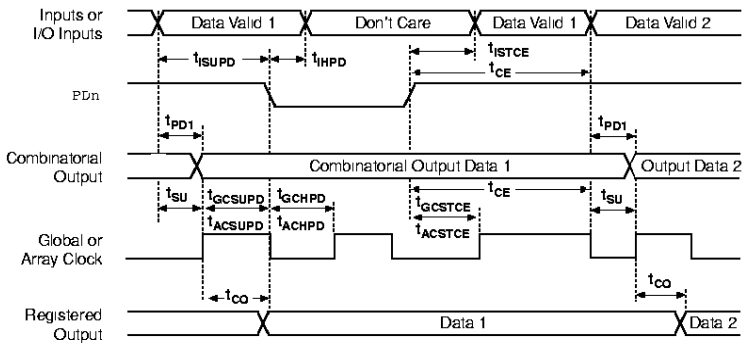 Inputs or
I/O Inputs
Data Valid 1
Don't Care
Data Valid 1
Data Valid 2
tISUPD
tIHPD
tISTCE
tCE
PDn
tPD1
tPD1
Combinatorial
Output
Combinatorial Output Data 1
Output Data 2
tSU
tGCSUPD
tGCHPD
tCE
tSU
tGCSTCE
tACSUPD
tACHPD
tACSTCE
Global or
Array Clock
tCO
tCO
Registered
Output
Data 1
Data 2